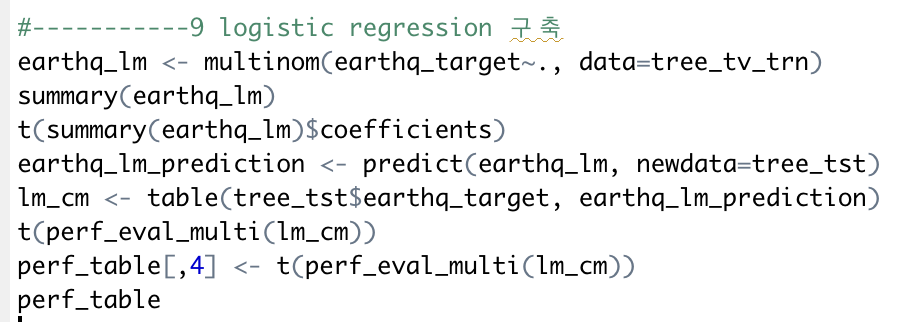 #-----------9 logistic regression 구축
earthq_lm <- multinom(earthq_target~., data=tree_tv_trn)
summary(earthq_lm)
t(summary(earthq_lm)$coefficients)
earthq_lm_prediction <- predict(earthq_lm, newdata=tree_tst)
lm_cm <- table(tree_tst$earthq_target, earthq_lm_prediction)
t(perf_eval_multi(lm_cm))
perf_table[,4] <- t(perf_eval_multi(lm_cm))
perf_table